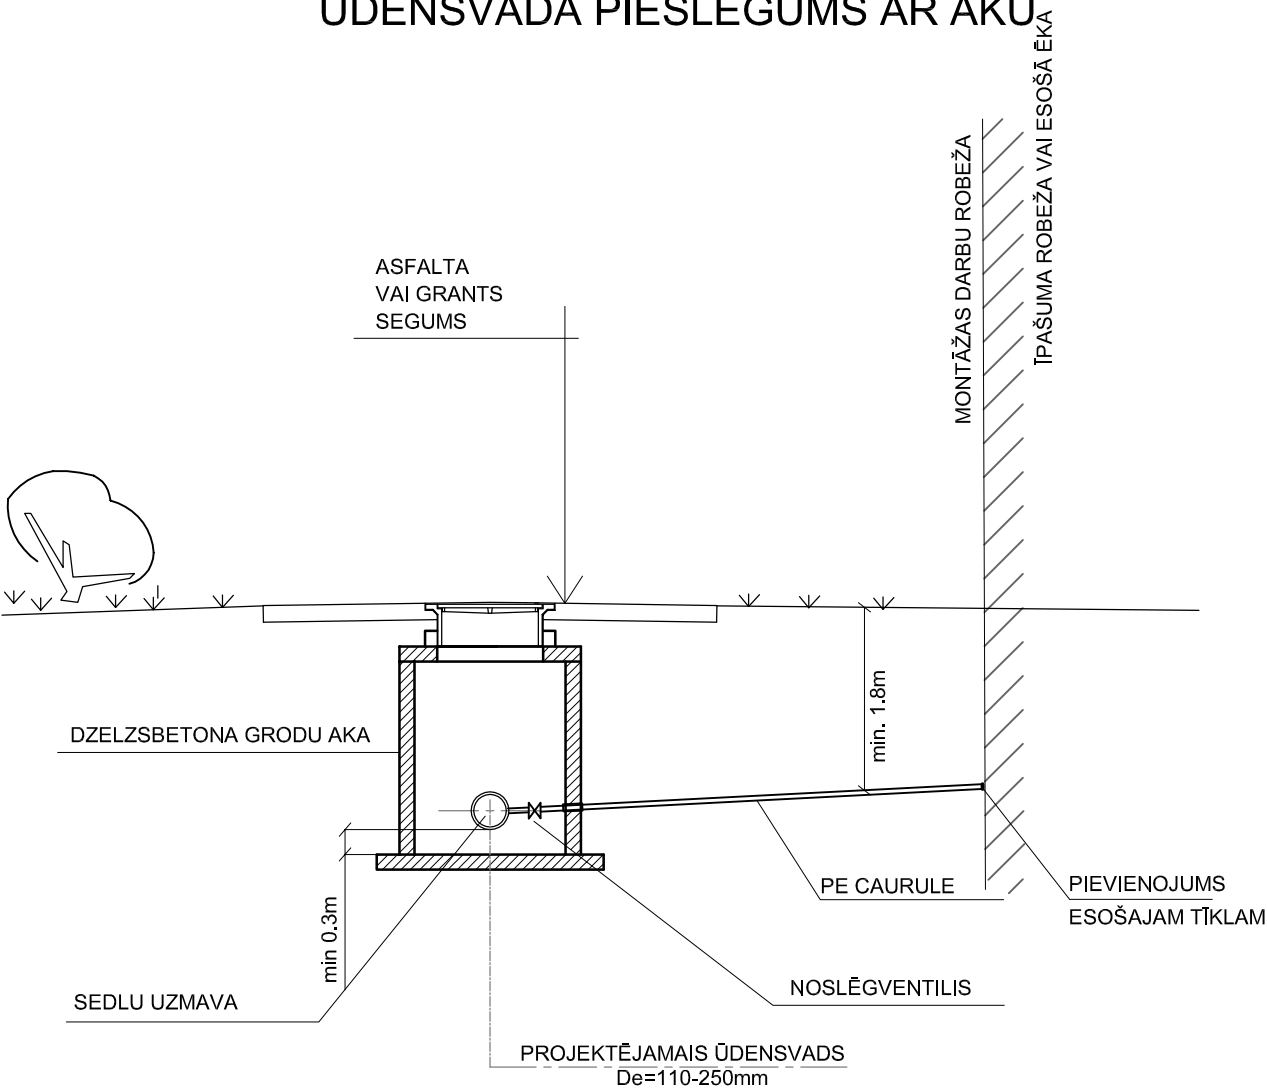 ŪDENSVADA PIESLĒGUMS AR AKU
ĪPAŠUMA ROBEŽA VAI ESOŠĀ ĒKA
MONTĀŽAS DARBU ROBEŽA
ASFALTA
VAI GRANTS
SEGUMS
min. 1.8m
DZELZSBETONA GRODU AKA
PE CAURULE
PIEVIENOJUMS
ESOŠAJAM TĪKLAM
min 0.3m
NOSLĒGVENTILIS
SEDLU UZMAVA
PROJEKTĒJAMAIS ŪDENSVADS
De=110-250mm